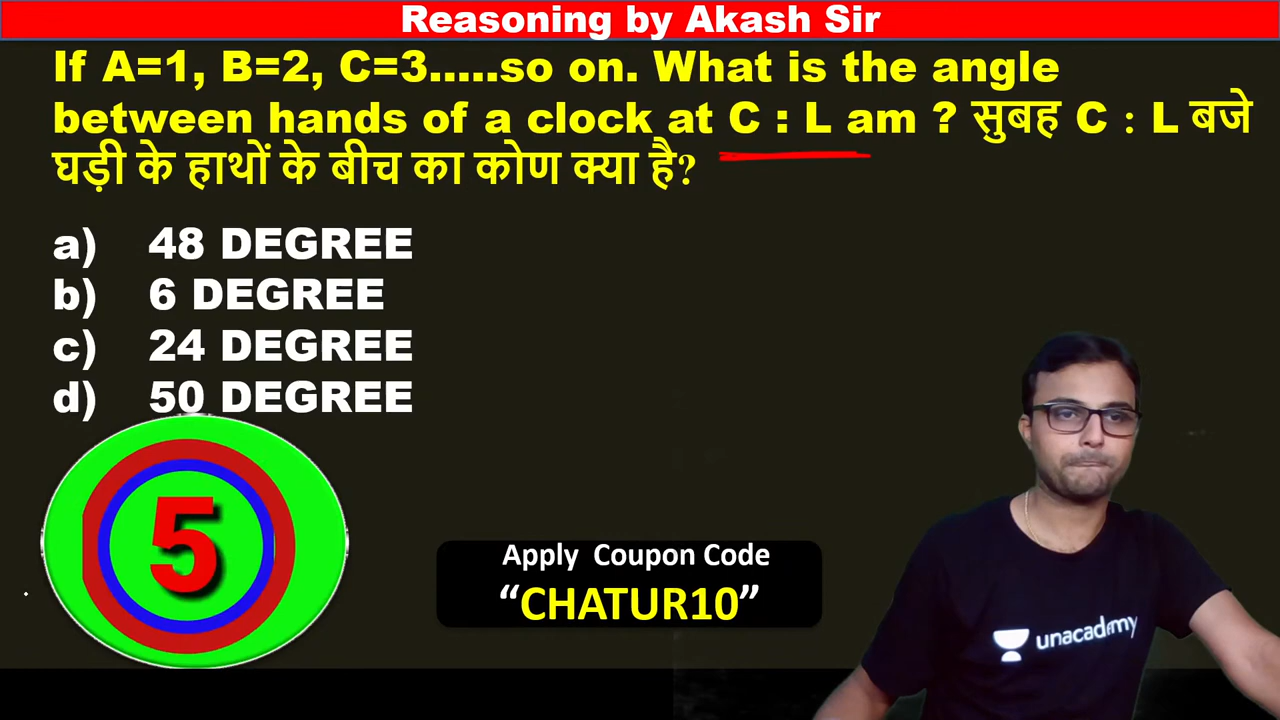 Reasoning by Akash Sir
If A=1, B=2, C=3.....so on. What is the angle
between hands of a clock at C : L am ? सुबह C : L बजे
घड़ी के हाथों के बीच का कोण क्या है?
a) 48 DEGREE
b) 6 DEGREE
c) 24 DEGREE
d) 50 DEGREE
5
Apply Coupon Code
“CHATUR10”
unacademy